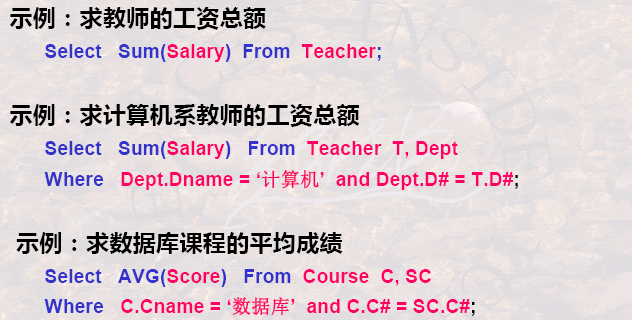 示例：求教师的工资总额
Select Sum(Salary) From Teacher;
示例：求计算机系教师的工资总额
Select Sum(Salary) From Teacher T, Dept
Where Dept.Dname = ‘计算机’ and Dept.D# = T.D#;
示例：求数据库课程的平均成绩
Select AVG(Score) From Course C, SC
Where C.Cname = ‘数据库’ and C.C# = SC.C#;